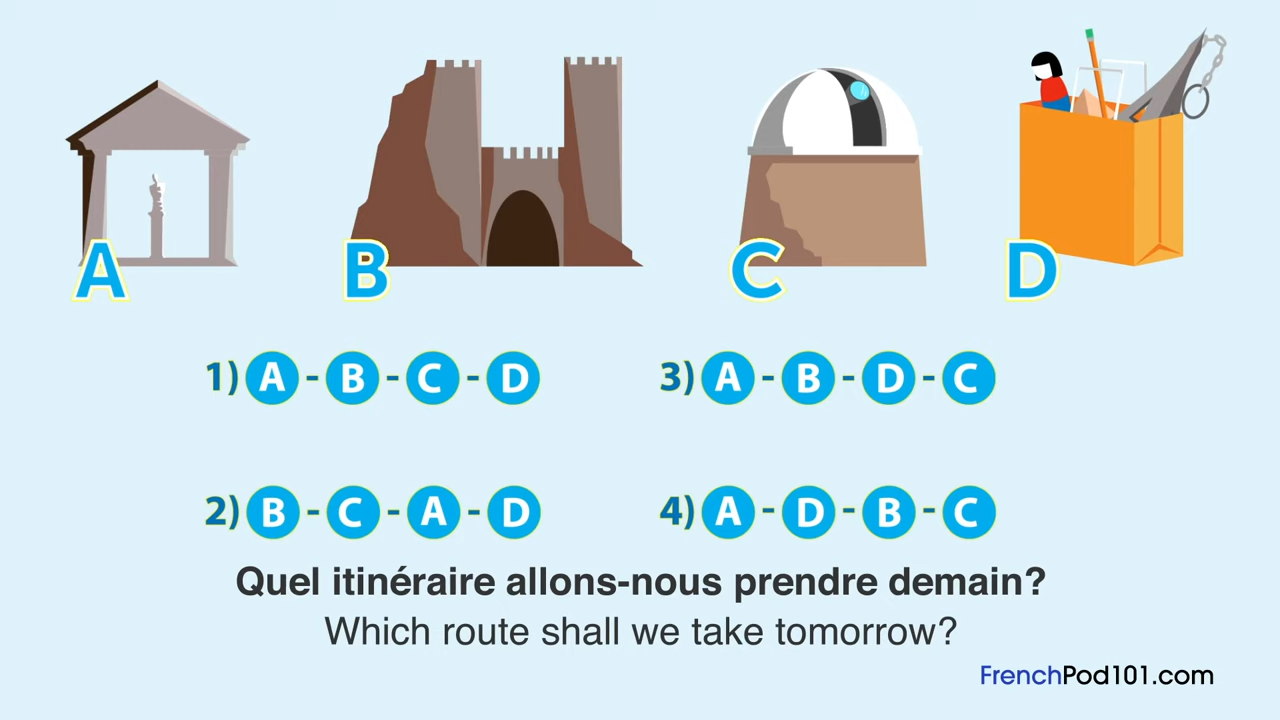 A B C D
1) A - B - C - D
3) A - B - D - C
2) B - C - A - D
4) A - D - B - C
Quel itinéraire allons-nous prendre demain?
Which route shall we take tomorrow?
FrenchPod101.com